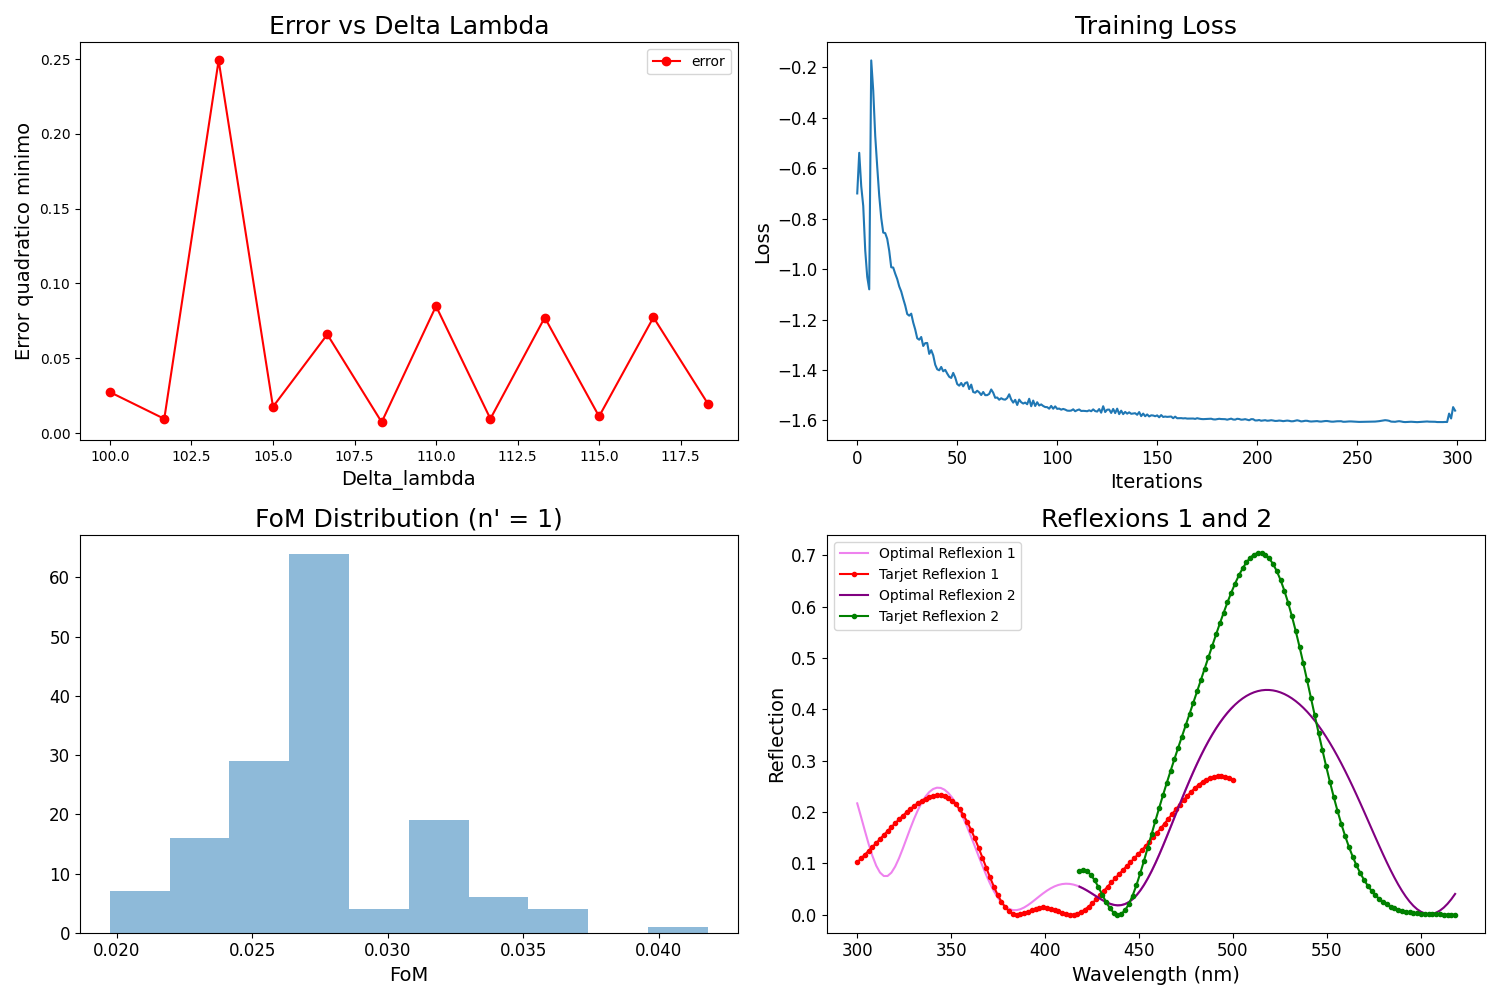 Error vs Delta Lambda
error
Error quadratico minimo
0.25
0.20
0.15
0.10
0.05
0.00
100.0 102.5 105.0 107.5 110.0 112.5 115.0 117.5
Delta_lambda
Training Loss
Loss
−0.2
−0.4
−0.6
−0.8
−1.0
−1.2
−1.4
−1.6
0 50 100 150 200 250 300
Iterations
FoM Distribution (n' = 1)
60
50
40
30
20
10
0
0.020 0.025 0.030 0.035 0.040
FoM
Reflexions 1 and 2
Optimal Reflexion 1
Tarjet Reflexion 1
Optimal Reflexion 2
Tarjet Reflexion 2
Reflection
0.7
0.6
0.5
0.4
0.3
0.2
0.1
0.0
300 350 400 450 500 550 600
Wavelength (nm)